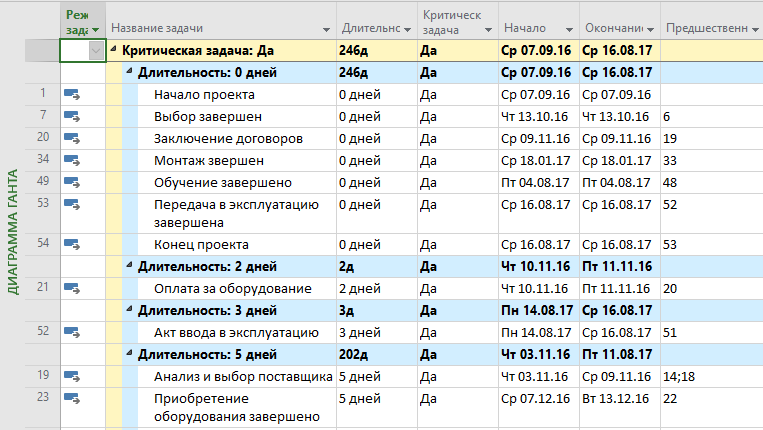 Реж
зада
Название задачи
Длительнс
Критическ
задача
Начало
Окончани
Предшественн
Критическая задача: Да 246д Да Ср 07.09.16 Ср 16.08.17
Длительность: 0 дней 246д Да Ср 07.09.16 Ср 16.08.17
1 Начало проекта 0 дней Да Ср 07.09.16 Ср 07.09.16
7 Выбор завершен 0 дней Да Чт 13.10.16 Чт 13.10.16 6
20 Заключение договоров 0 дней Да Ср 09.11.16 Ср 09.11.16 19
34 Монтаж звершен 0 дней Да Ср 18.01.17 Ср 18.01.17 33
49 Обучение завершено 0 дней Да Пт 04.08.17 Пт 04.08.17 48
53 Передача в эксплуатацию 0 дней Да Ср 16.08.17 Ср 16.08.17 52
завершена
54 Конец проекта 0 дней Да Ср 16.08.17 Ср 16.08.17 53
Длительность: 2 дней 2д Да Чт 10.11.16 Пт 11.11.16
21 Оплата за оборудование 2 дней Да Чт 10.11.16 Пт 11.11.16 20
Длительность: 3 дней 3д Да Пн 14.08.17 Ср 16.08.17
52 Акт ввода в эксплуатацию 3 дней Да Пн 14.08.17 Ср 16.08.17 51
Длительность: 5 дней 202д Да Чт 03.11.16 Пт 11.08.17
19 Анализ и выбор поставщика 5 дней Да Чт 03.11.16 Ср 09.11.16 14;18
23 Приобретение 5 дней Да Ср 07.12.16 Вт 13.12.16 22
оборудования завершено
ДИАГРАММА ГАНТА